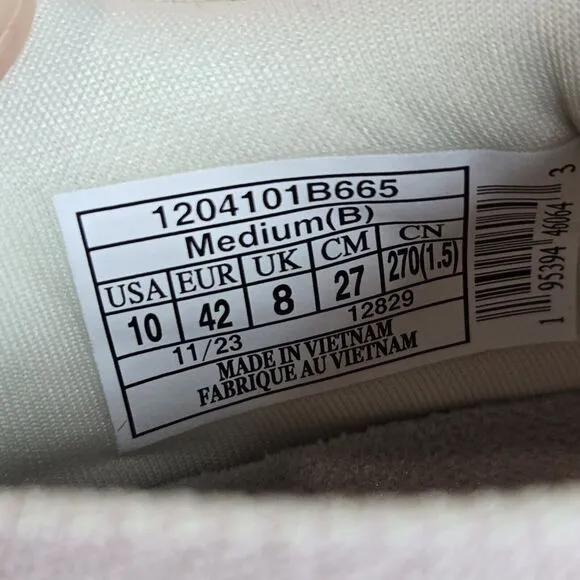 1204101B665
Medium(B)
USA EUR UK CM CN
10 42 8 27 270(1.5)
11/23 12829
MADE IN VIETNAM
FABRIQUE AU VIETNAM
1 95394 46064 3